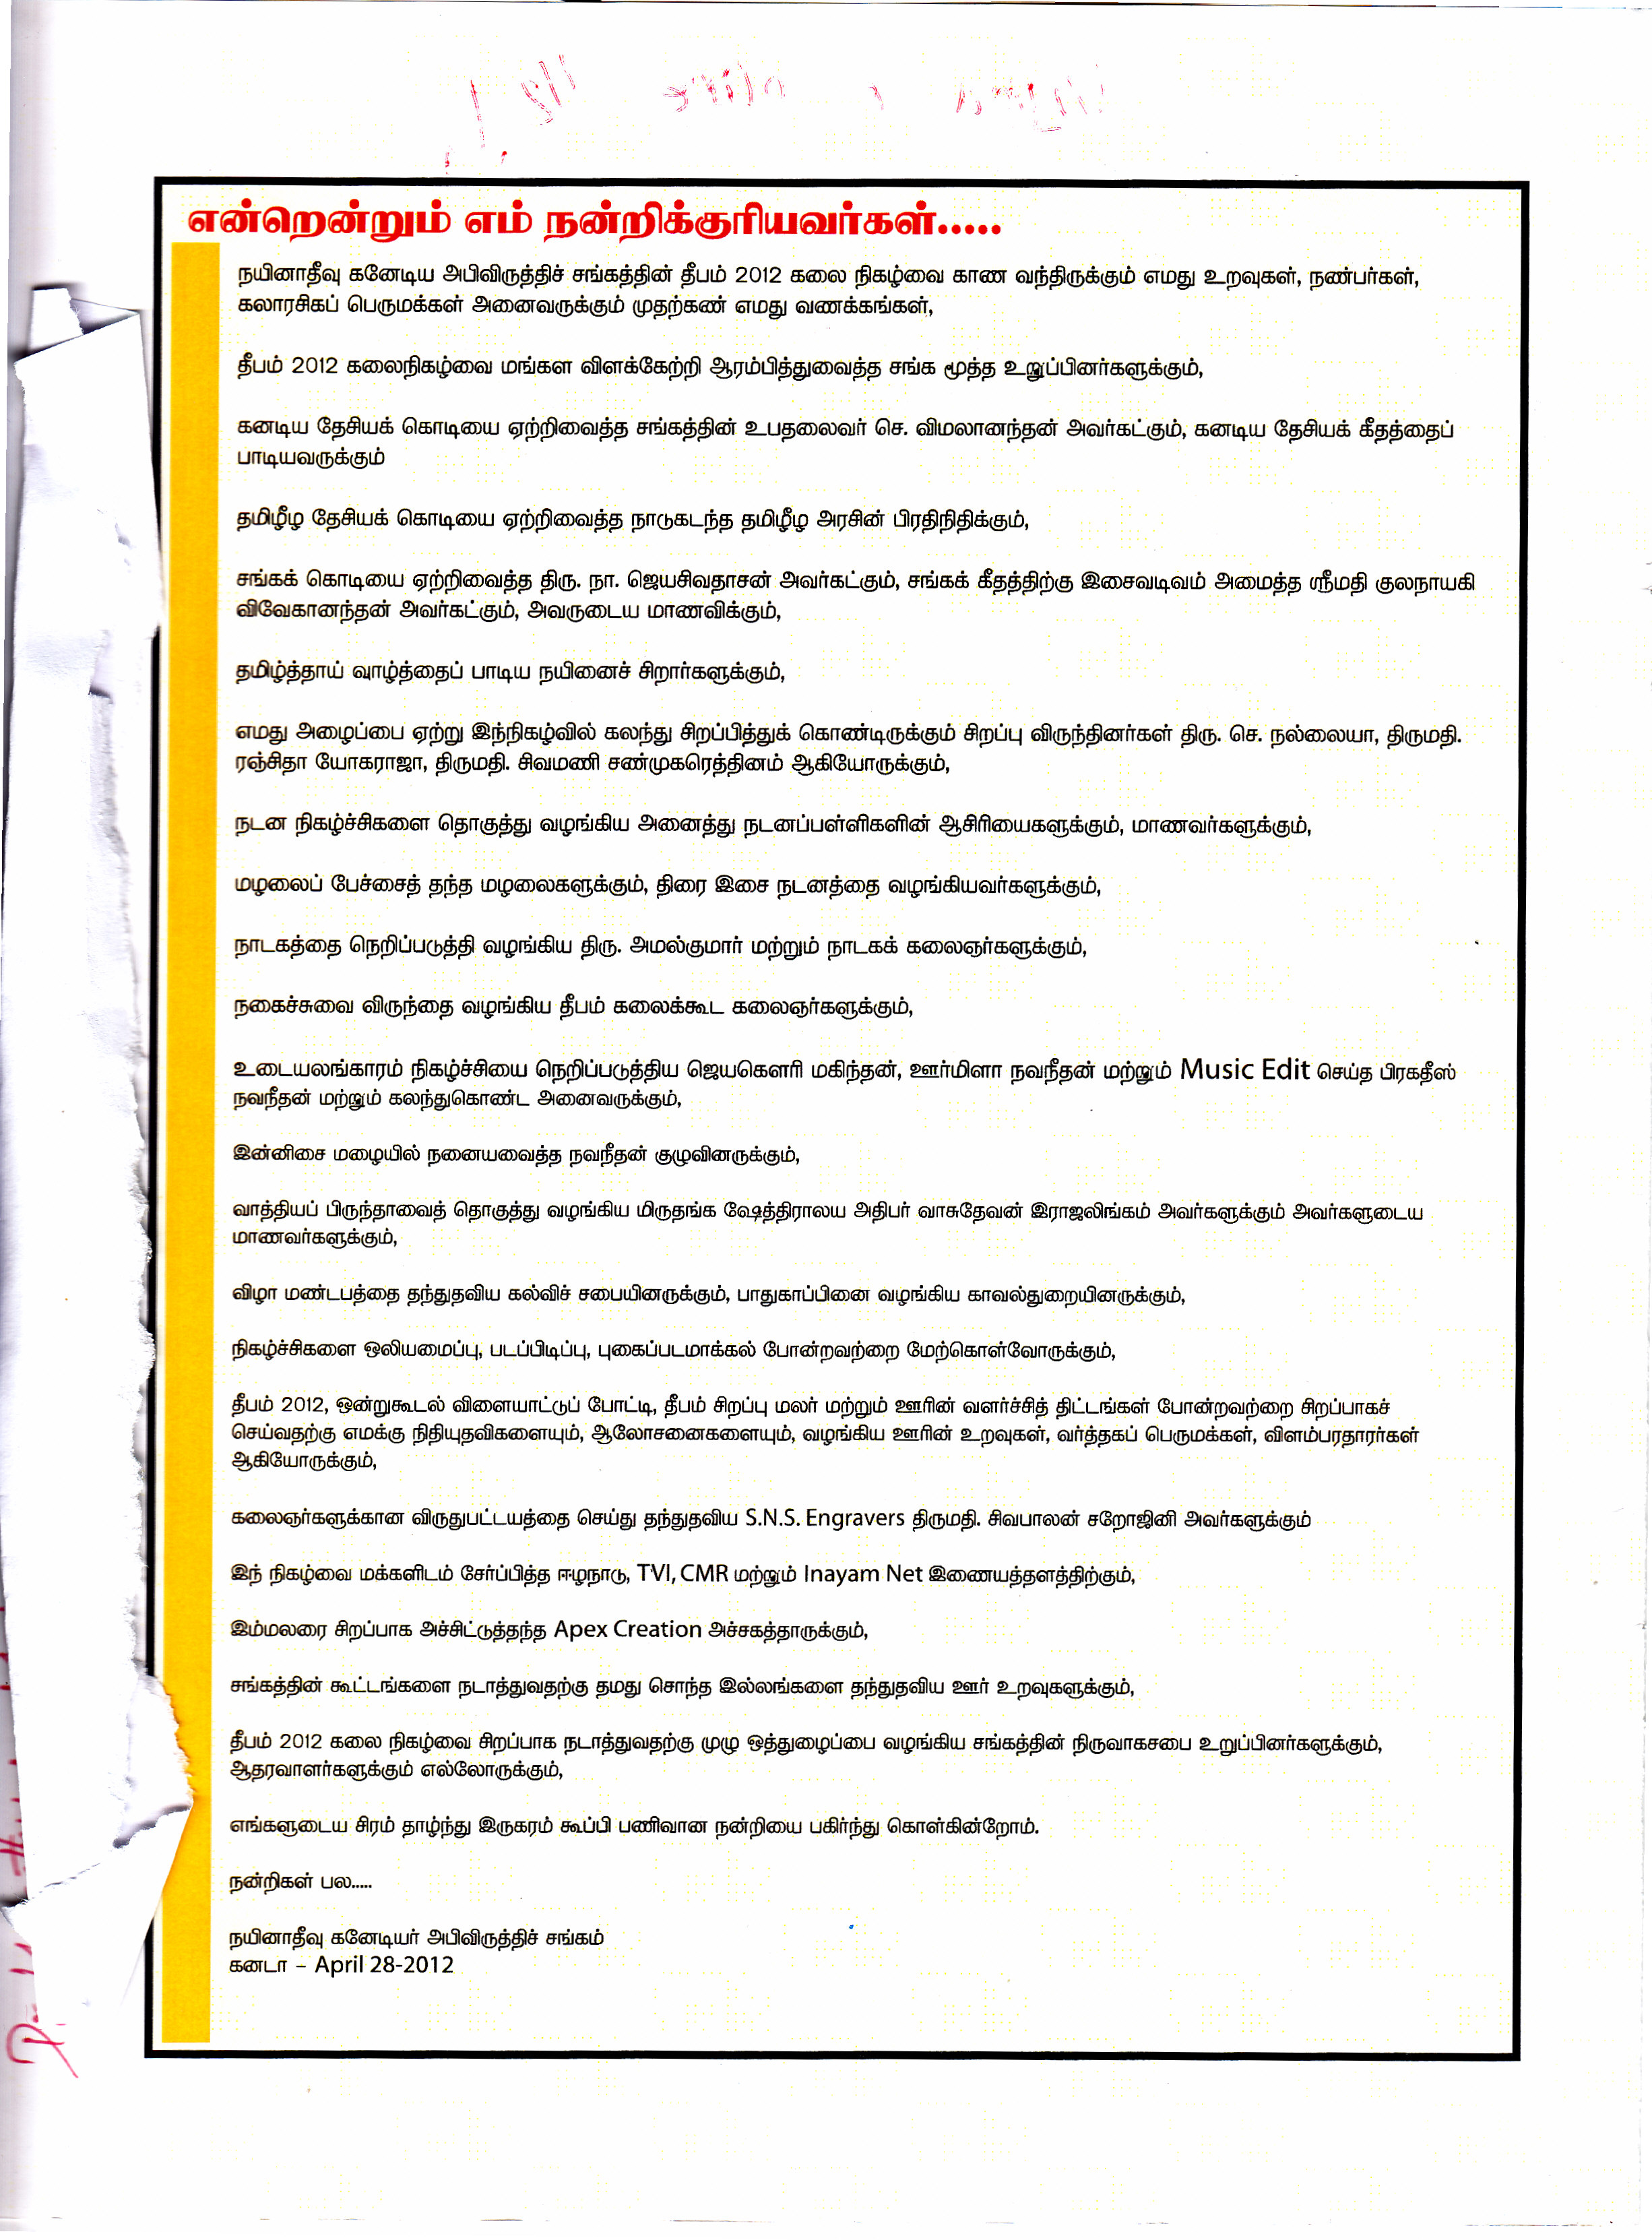 என்றென்றும் எம் நன்றிக்குரியவர்கள்.....
நயினாதீவு கனேடிய அபிவிருத்திச் சங்கத்தின் தீபம் 2012 கலை நிகழ்வை காண வந்திருக்கும் எமது உறவுகள், நண்பர்கள்,
கலாரசிகப் பெருமக்கள் அனைவருக்கும் முதற்கண் எமது வணக்கங்கள்,
தீபம் 2012 கலைநிகழ்வை மங்கள விளக்கேற்றி ஆரம்பித்துவைத்த சங்க மூத்த உறுப்பினர்களுக்கும்,
கனடிய தேசியக் கொடியை ஏற்றிவைத்த சங்கத்தின் உபதலைவர் செ. விமலானந்தன் அவர்கட்கும், கனடிய தேசியக் கீதத்தைப்
பாடியவருக்கும்
தமிழீழ தேசியக் கொடியை ஏற்றிவைத்த நாடுகடந்த தமிழீழ அரசின் பிரதிநிதிக்கும்,
சங்கக் கொடியை ஏற்றிவைத்த திரு. நா. ஜெயசிவதாசன் அவர்கட்கும், சங்கக் கீதத்திற்கு இசைவடிவம் அமைத்த ஸ்ரீமதி குலநாயகி
விவேகானந்தன் அவர்கட்கும், அவருடைய மாணவிக்கும்,
தமிழ்த்தாய் வாழ்த்தைப் பாடிய நயினைச் சிறார்களுக்கும்,
எமது அழைப்பை ஏற்று இந்நிகழ்வில் கலந்து சிறப்பித்துக் கொண்டிருக்கும் சிறப்பு விருந்தினர்கள் திரு. செ. நல்லையா, திருமதி.
ரஞ்சிதா யோகராஜா, திருமதி. சிவமணி சண்முகரெத்தினம் ஆகியோருக்கும்,
நடன நிகழ்ச்சிகளை தொகுத்து வழங்கிய அனைத்து நடனப்பள்ளிகளின் ஆசிரியைகளுக்கும், மாணவர்களுக்கும்,
மழலைப் பேச்சைத் தந்த மழலைகளுக்கும், திரை இசை நடனத்தை வழங்கியவர்களுக்கும்,
நாடகத்தை நெறிப்படுத்தி வழங்கிய திரு. அமல்குமார் மற்றும் நாடகக் கலைஞர்களுக்கும்,
நகைச்சுவை விருந்தை வழங்கிய தீபம் கலைக்கூட கலைஞர்களுக்கும்,
உடையலங்காரம் நிகழ்ச்சியை நெறிப்படுத்திய ஜெயகௌரி மகிந்தன், ஊர்மிளா நவநீதன் மற்றும் Music Edit செய்த பிரகதீஸ்
நவநீதன் மற்றும் கலந்துகொண்ட அனைவருக்கும்,
இன்னிசை மழையில் நனையவைத்த நவநீதன் குழுவினருக்கும்,
வாத்தியப் பிருந்தாவைத் தொகுத்து வழங்கிய மிருதங்க ஷேத்திராலய அதிபர் வாசுதேவன் இராஜலிங்கம் அவர்களுக்கும் அவர்களுடைய
மாணவர்களுக்கும்,
விழா மண்டபத்தை தந்துதவிய கல்விச் சபையினருக்கும், பாதுகாப்பினை வழங்கிய காவல்துறையினருக்கும்,
நிகழ்ச்சிகளை ஒலியமைப்பு, படப்பிடிப்பு, புகைப்படமாக்கல் போன்றவற்றை மேற்கொள்வோருக்கும்,
தீபம் 2012, ஒன்றுகூடல் விளையாட்டுப் போட்டி, தீபம் சிறப்பு மலர் மற்றும் ஊரின் வளர்ச்சித் திட்டங்கள் போன்றவற்றை சிறப்பாகச்
செய்வதற்கு எமக்கு நிதியுதவிகளையும், ஆலோசனைகளையும், வழங்கிய ஊரின் உறவுகள், வர்த்தகப் பெருமக்கள், விளம்பரதாரர்கள்
ஆகியோருக்கும்,
கலைஞர்களுக்கான விருதுபட்டயத்தை செய்து தந்துதவிய S.N.S. Engravers திருமதி. சிவபாலன் சறோஜினி அவர்களுக்கும்
இந் நிகழ்வை மக்களிடம் சேர்ப்பித்த ஈழநாடு, TVI, CMR மற்றும் Inayam Net இணையத்தளத்திற்கும்,
இம்மலரை சிறப்பாக அச்சிட்டுத்தந்த Apex Creation அச்சகத்தாருக்கும்,
சங்கத்தின் கூட்டங்களை நடாத்துவதற்கு தமது சொந்த இல்லங்களை தந்துதவிய ஊர் உறவுகளுக்கும்,
தீபம் 2012 கலை நிகழ்வை சிறப்பாக நடாத்துவதற்கு முழு ஒத்துழைப்பை வழங்கிய சங்கத்தின் நிருவாகசபை உறுப்பினர்களுக்கும்,
ஆதரவாளர்களுக்கும் எல்லோருக்கும்,
எங்களுடைய சிரம் தாழ்ந்து இருகரம் கூப்பி பணிவான நன்றியை பகிர்ந்து கொள்கின்றோம்.
நன்றிகள் பல.....
நயினாதீவு கனேடியர் அபிவிருத்திச் சங்கம்
கனடா – April 28-2012